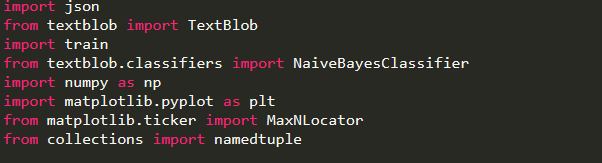 import json
from textblob import TextBlob
import train
from textblob.classifiers import NaiveBayesClassifier
import numpy as np
import matplotlib.pyplot as plt
from matplotlib.ticker import MaxNLocator
from collections import namedtuple